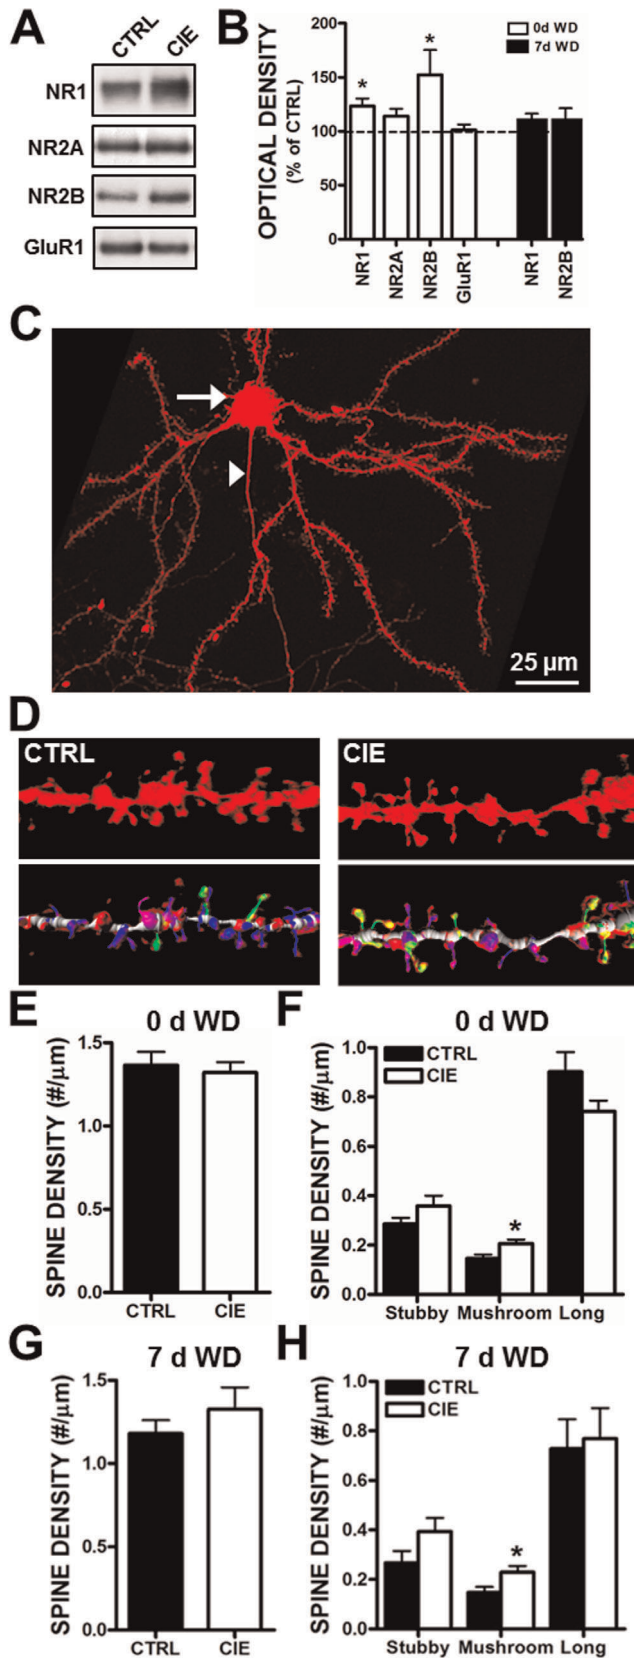 A
CTRL CIE
NR1
NR2A
NR2B
GluR1
B
OPTICAL DENSITY
(% of CTRL)
200
150
100
50
0
0d WD
7d WD
*
*
NR1 NR2A NR2B GluR1 NR1 NR2B
C
25 μm
D
CTRL
CIE
E
0 d WD
SPINE DENSITY (#/μm)
1.5
1.0
0.5
0.0
CTRL CIE
F
0 d WD
SPINE DENSITY (#/μm)
1.0
0.8
0.6
0.4
0.2
0.0
CTRL
CIE
*
Stubby Mushroom Long
G
7 d WD
SPINE DENSITY (#/μm)
1.5
1.0
0.5
0.0
CTRL CIE
H
7 d WD
SPINE DENSITY (#/μm)
1.0
0.8
0.6
0.4
0.2
0.0
CTRL
CIE
*
Stubby Mushroom Long